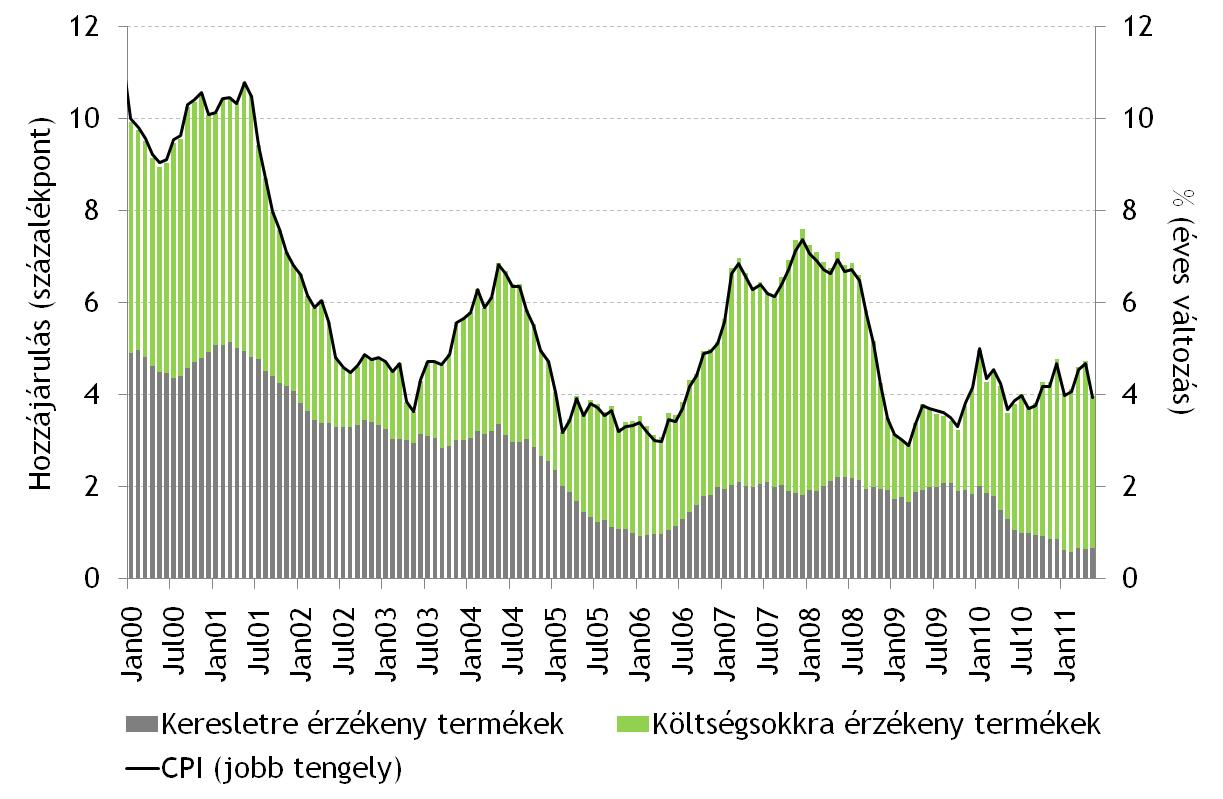 12
10
8
6
4
2
0
Hozzájárulás (százalékpont)
12
10
8
6
4
2
0
% (éves változás)
Jan00
Jul00
Jan01
Jul01
Jan02
Jul02
Jan03
Jul03
Jan04
Jul04
Jan05
Jul05
Jan06
Jul06
Jan07
Jul07
Jan08
Jul08
Jan09
Jul09
Jan10
Jul10
Jan11
Keresletre érzékeny termékek
Költségsokkra érzékeny termékek
CPI (jobb tengely)